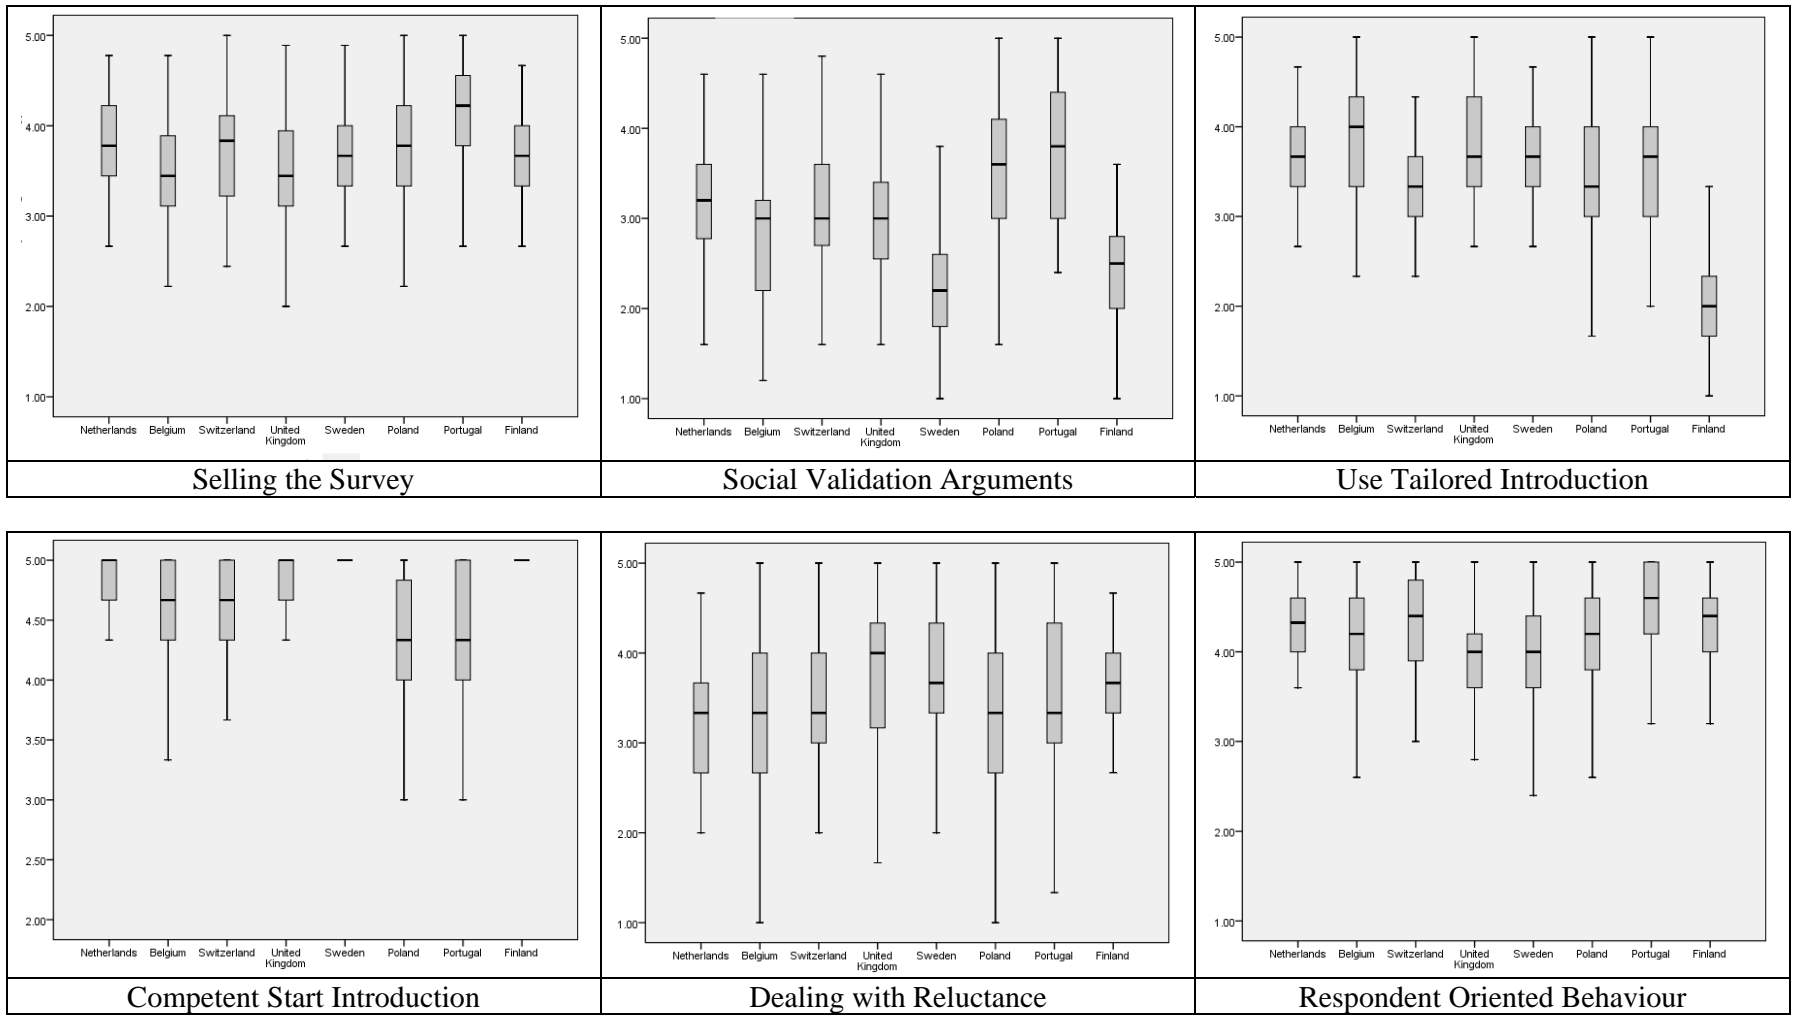 5.00
4.00
3.00
2.00
1.00
Netherlands Belgium Switzerland United Kingdom Sweden Poland Portugal Finland
Selling the Survey
5.00
4.00
3.00
2.00
1.00
Netherlands Belgium Switzerland United Kingdom Sweden Poland Portugal Finland
Social Validation Arguments
5.00
4.00
3.00
2.00
1.00
Netherlands Belgium Switzerland United Kingdom Sweden Poland Portugal Finland
Use Tailored Introduction
5.00
4.50
4.00
3.50
3.00
2.50
2.00
Netherlands Belgium Switzerland United Kingdom Sweden Poland Portugal Finland
Competent Start Introduction
5.00
4.00
3.00
2.00
1.00
Netherlands Belgium Switzerland United Kingdom Sweden Poland Portugal Finland
Dealing with Reluctance
5.00
4.00
3.00
2.00
1.00
Netherlands Belgium Switzerland United Kingdom Sweden Poland Portugal Finland
Respondent Oriented Behaviour